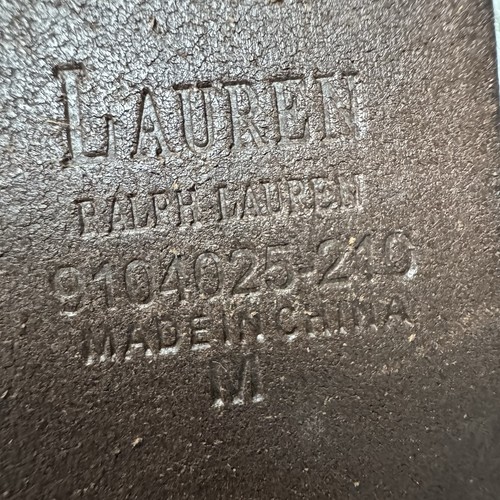 LAUREN
RALPH LAUREN
9104025-210
MADE IN CHINA
M